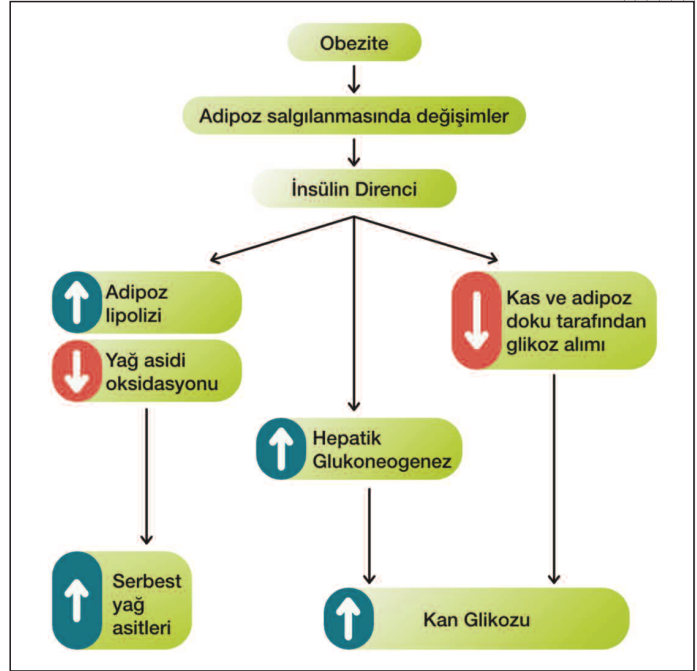 Obezite
Adipoz salgılanmasında değişimler
İnsülin Direnci
Adipoz
lipolizi
Yağ asidi
oksidasyonu
Kas ve adipoz
doku tarafından
glikoz alımı
Hepatik
Glukoneogenez
Serbest
yağ
asitleri
Kan Glikozu